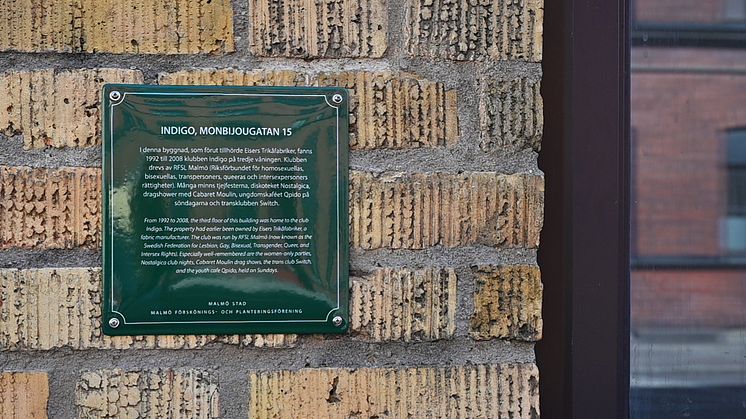 INDIGO, MONBIJOUGATAN 15
I denna byggnad, som förut tillhörde Eisers Trikåfabriker, fanns
1992 till 2008 klubben Indigo på tredje våningen. Klubben
drevs av RFSL Malmö (Riksförbundet för homosexuellas,
bisexuellas, transpersoners, queeras och intersexpersoners
rättigheter). Många minns tjejfesterna, diskoteket Nostalgica,
dragshower med Cabaret Moulin, ungdomskaféet Qpido på
söndagarna och transklubben Switch.
From 1992 to 2008, the third floor of this building was home to the club
Indigo. The property had earlier been owned by Eisers Trikåfabriker, a
fabric manufacturer. The club was run by RFSL Malmö (now known as the
Swedish Federation for Lesbian, Gay, Bisexual, Transgender, Queer, and
Intersex Rights). Especially well-remembered are the women-only parties,
Nostalgica club nights, Cabaret Moulin drag shows, the trans club Switch,
and the youth cafe Qpido, held on Sundays.
MALMÖ STAD
MALMÖ FÖRSKÖNINGS- OCH PLANTERINGSFÖRENING